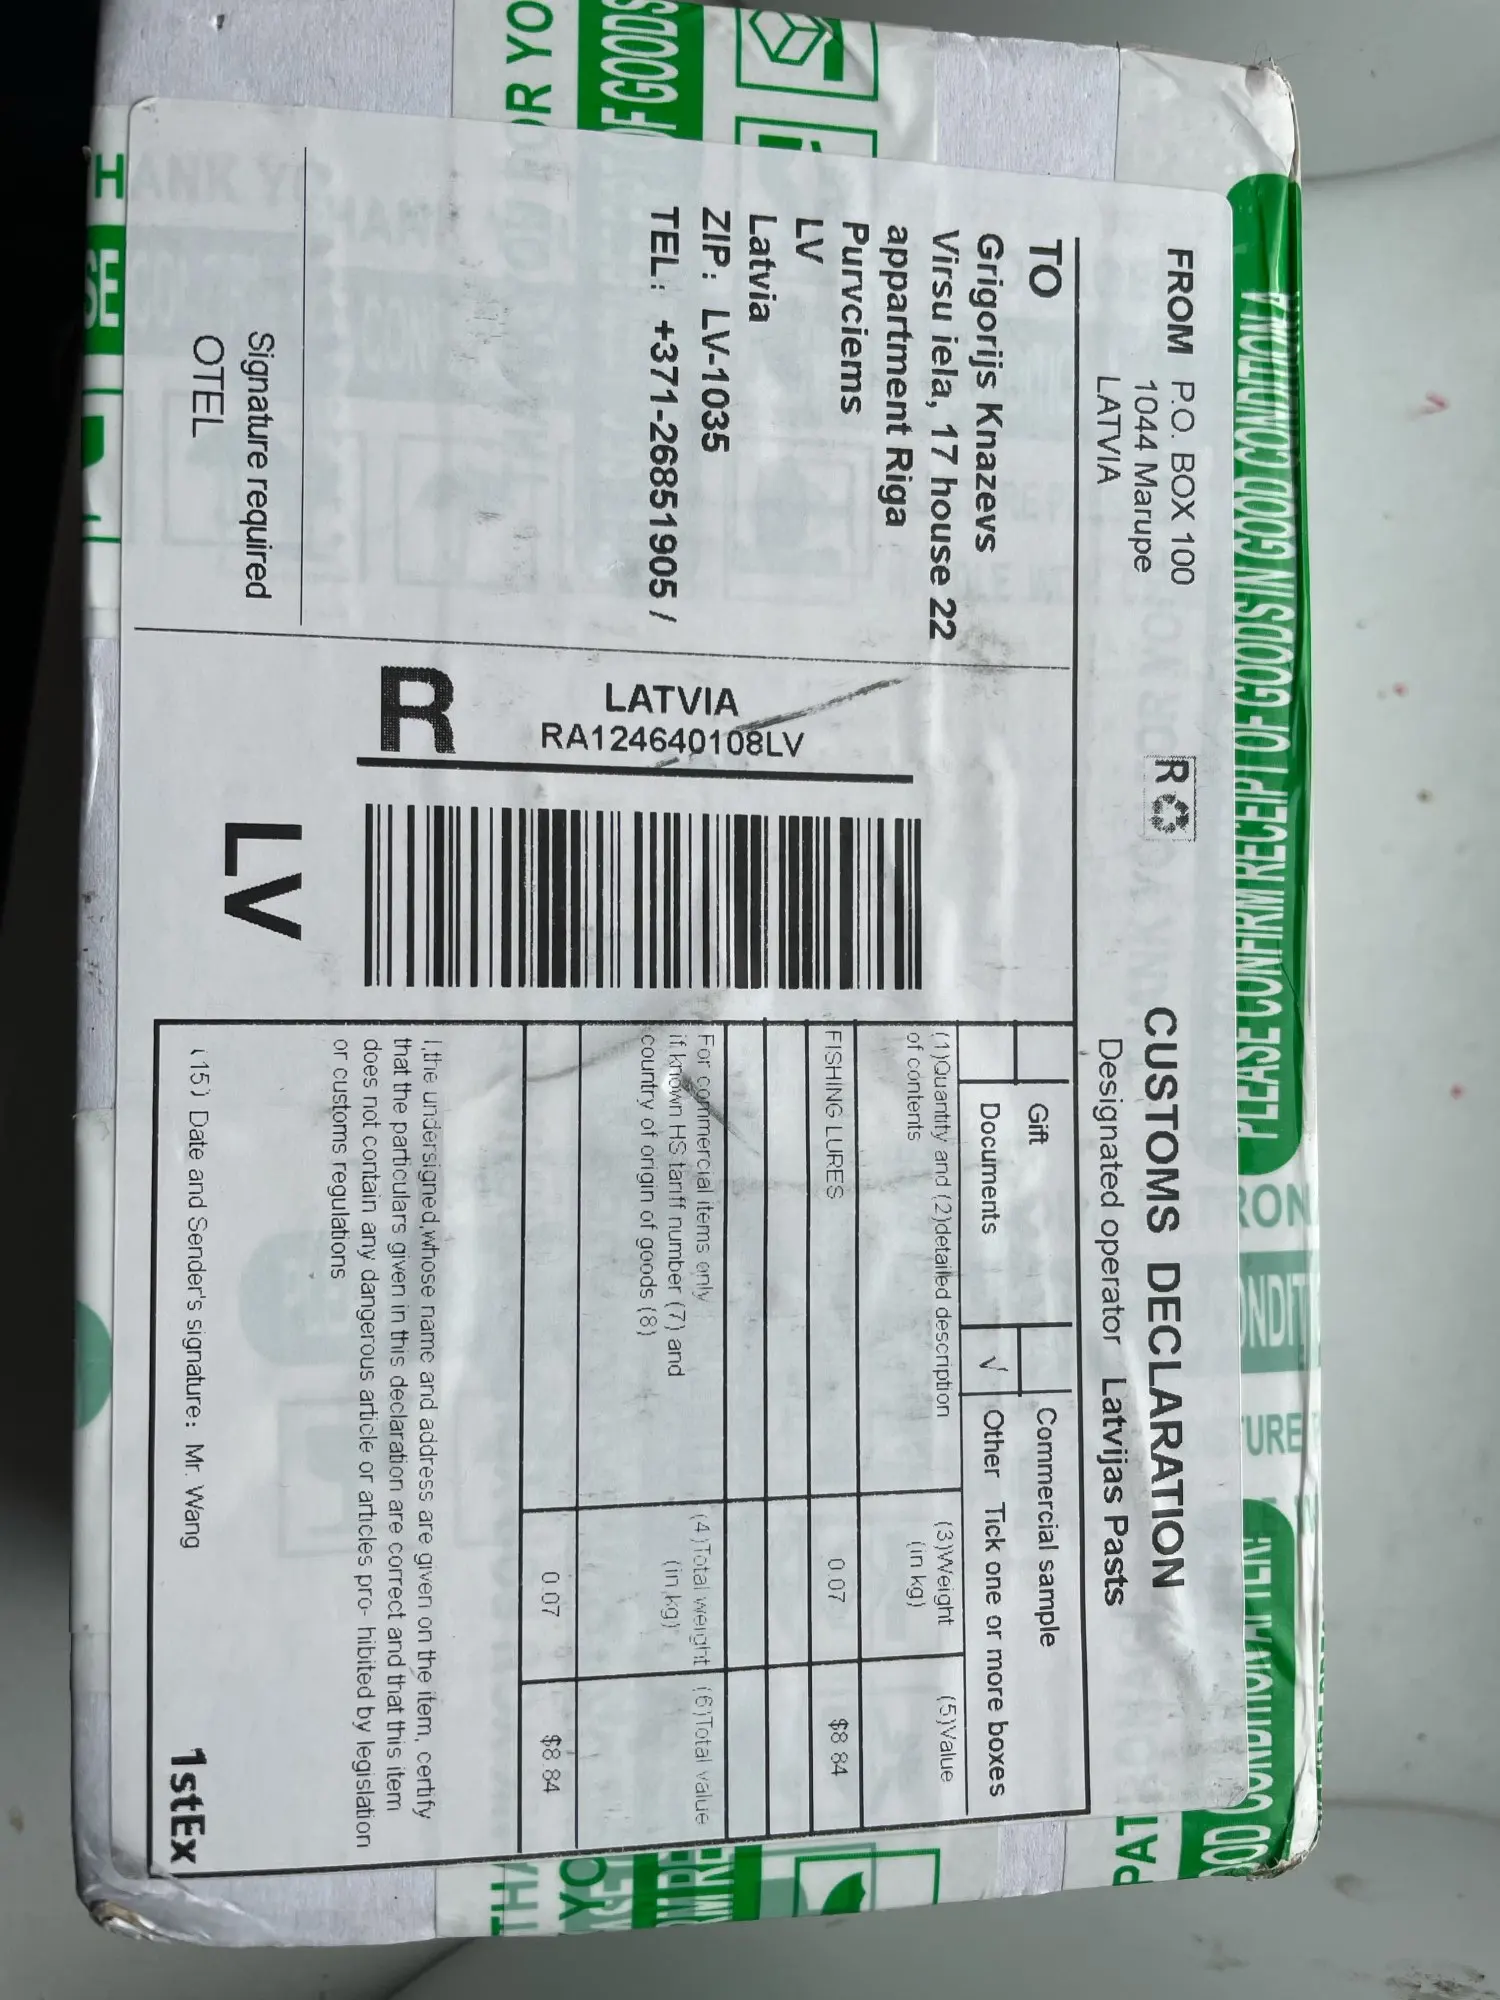 FROM P.O. BOX 100
1044 Marupe
LATVIA
R
CUSTOMS DECLARATION
Designated operator Latvijas Pasts
TO
Grigorijs Knazevs
Virsu iela, 17 house 22
appartment Riga
Purvciems
LV
Latvia
ZIP: LV-1035
TEL: +371-26851905 /
Signature required
OTEL
LATVIA
RA124640108LV
R
LV
Gift
Commercial sample
Documents
√
Other Tick one or more boxes
(1)Quantity and (2)detailed description
of contents
(3)Weight
(in kg)
(5)Value
FISHING LURES
0.07
$8.84
For commercial items only
if known HS tariff number (7) and
country of origin of goods (8)
(4)Total weight
(in kg)
(6)Total value
0.07
$8.84
I,the undersigned,whose name and address are given on the item, certify
that the particulars given in this declaration are correct and that this item
does not contain any dangerous article or articles pro- hibited by legislation
or customs regulations
(15) Date and Sender's signature: Mr. Wang
1stEx
PLEASE CONFIRM RECEIPT OF GOODS IN GOOD CONDITION A
OF GOODS